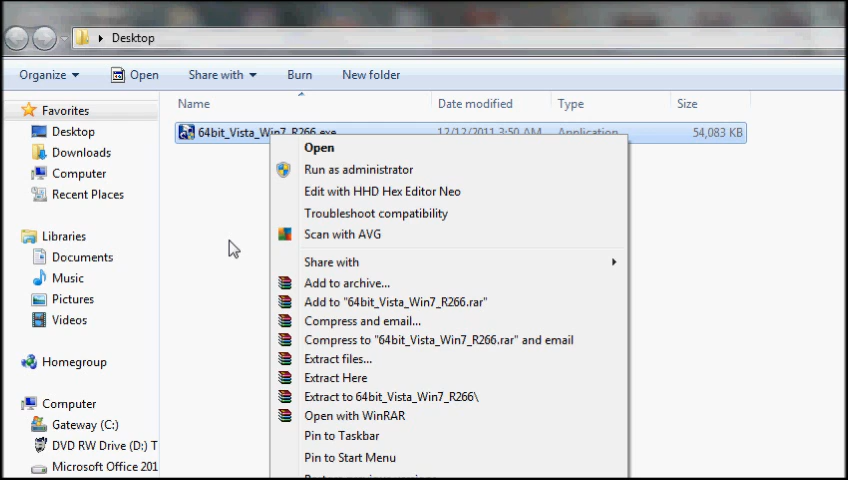 Desktop
Organize Open Share with Burn New folder
Name Date modified Type Size
Favorites
Desktop
Downloads
Computer
Recent Places
Libraries
Documents
Music
Pictures
Videos
Homegroup
Computer
Gateway (C:)
DVD RW Drive (D:) T
Microsoft Office 201
64bit_Vista_Win7_R266.exe 12/12/2011 3:50 AM Application 54,083 KB
Open
Run as administrator
Edit with HHD Hex Editor Neo
Troubleshoot compatibility
Scan with AVG
Share with
Add to archive...
Add to "64bit_Vista_Win7_R266.rar"
Compress and email...
Compress to "64bit_Vista_Win7_R266.rar" and email
Extract files...
Extract Here
Extract to 64bit_Vista_Win7_R266\
Open with WinRAR
Pin to Taskbar
Pin to Start Menu